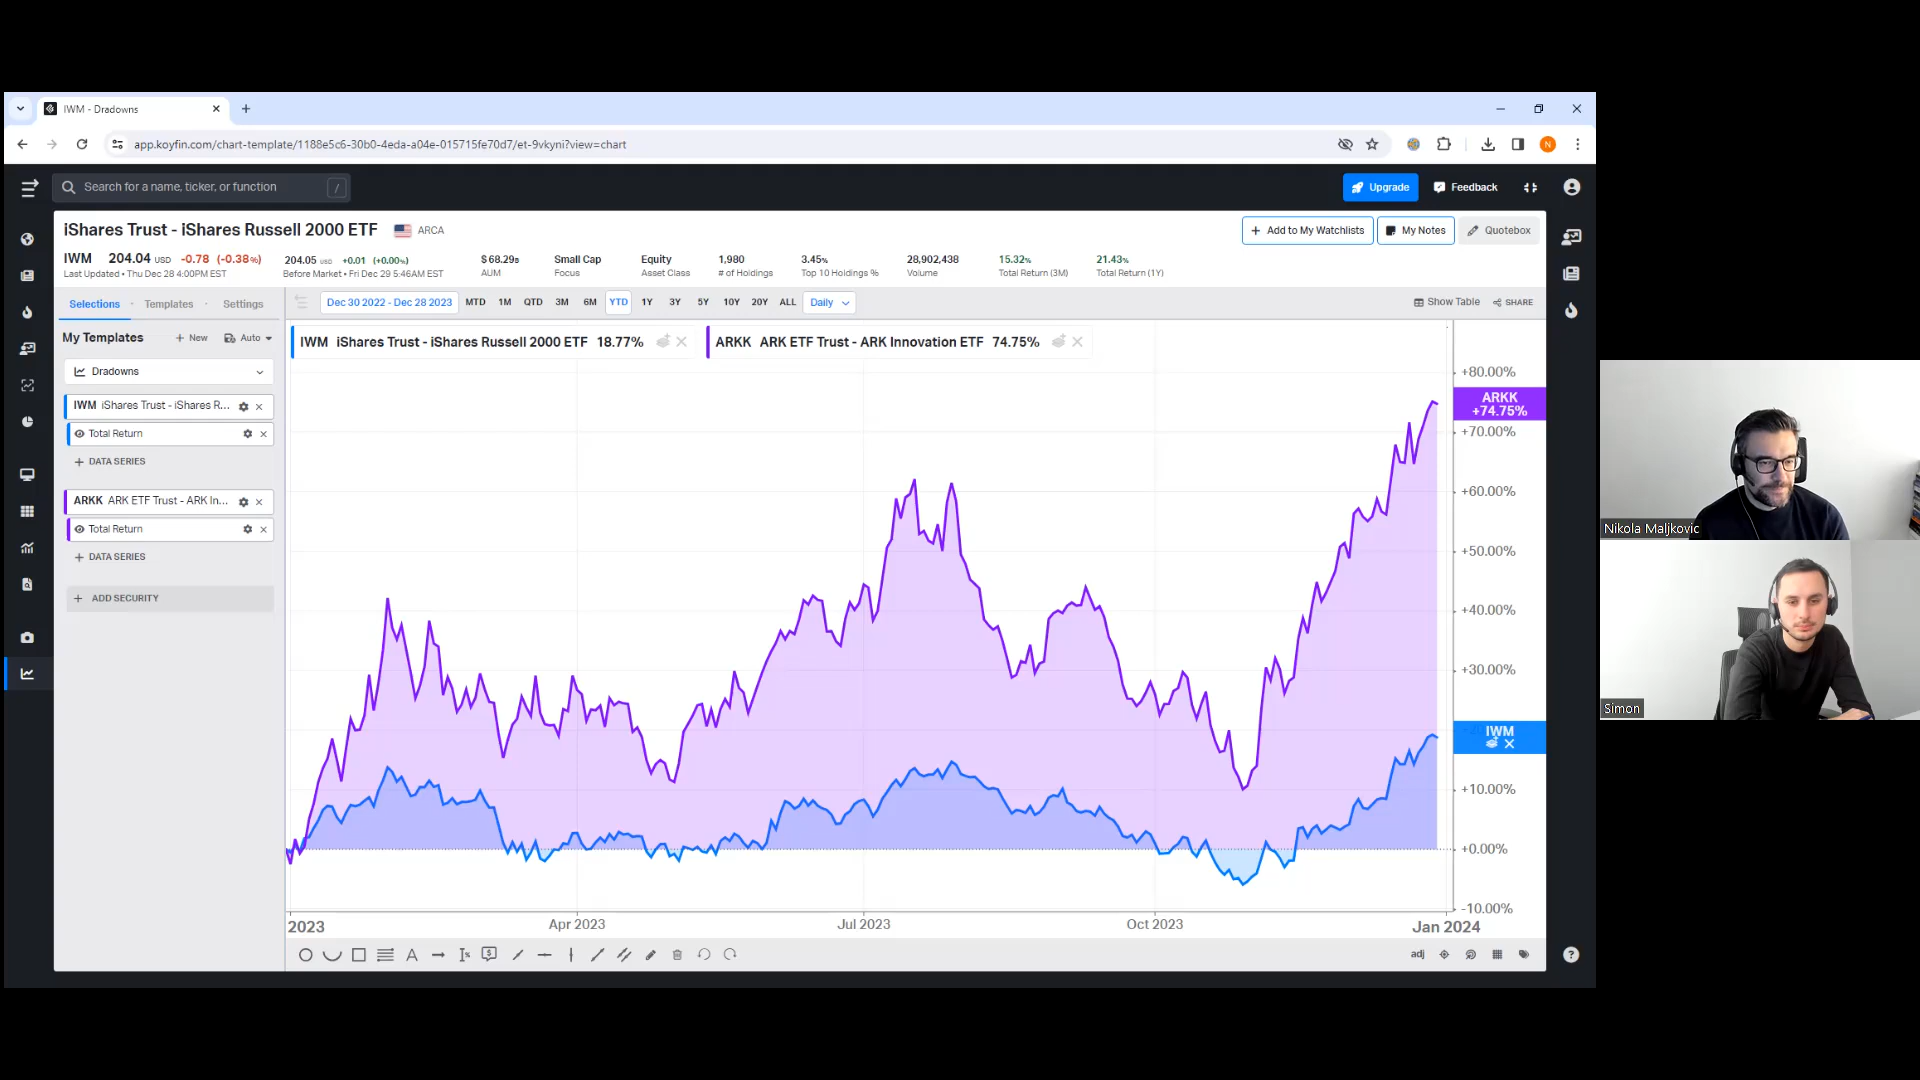 IWM - Dradowns
app.koyfin.com/chart-template/1188e5c6-30b0-4eda-a04e-015715fe70d7/et-9vkyni?view=chart
N
Search for a name, ticker, or function /
Upgrade
Feedback
iShares Trust - iShares Russell 2000 ETF
ARCA
Add to My Watchlists
My Notes
Quotebox
IWM 204.04 USD -0.78 (-0.38%)
Last Updated • Thu Dec 28 4:00PM EST
204.05 USD +0.01 (+0.00%)
Before Market • Fri Dec 29 5:46AM EST
$68.29B
AUM
Small Cap
Focus
Equity
Asset Class
1,980
# of Holdings
3.45%
Top 10 Holdings %
28,902,438
Volume
15.32%
Total Return (3M)
21.43%
Total Return (1Y)
Selections
Templates
Settings
Dec 30 2022 - Dec 28 2023 MTD 1M QTD 3M 6M YTD 1Y 3Y 5Y 10Y 20Y ALL Daily
Show Table
SHARE
My Templates
+ New
Auto
Dradowns
IWM iShares Trust - iShares R...
Total Return
+ DATA SERIES
ARKK ARK ETF Trust - ARK In...
Total Return
+ DATA SERIES
+ ADD SECURITY
IWM iShares Trust - iShares Russell 2000 ETF 18.77%
ARKK ARK ETF Trust - ARK Innovation ETF 74.75%
+80.00%
ARKK
+74.75%
+70.00%
+60.00%
+50.00%
+40.00%
+30.00%
IWM
+10.00%
+0.00%
-10.00%
2023
Apr 2023
Jul 2023
Oct 2023
Jan 2024
A
adj
?
Nikola Maljkovic
Simon